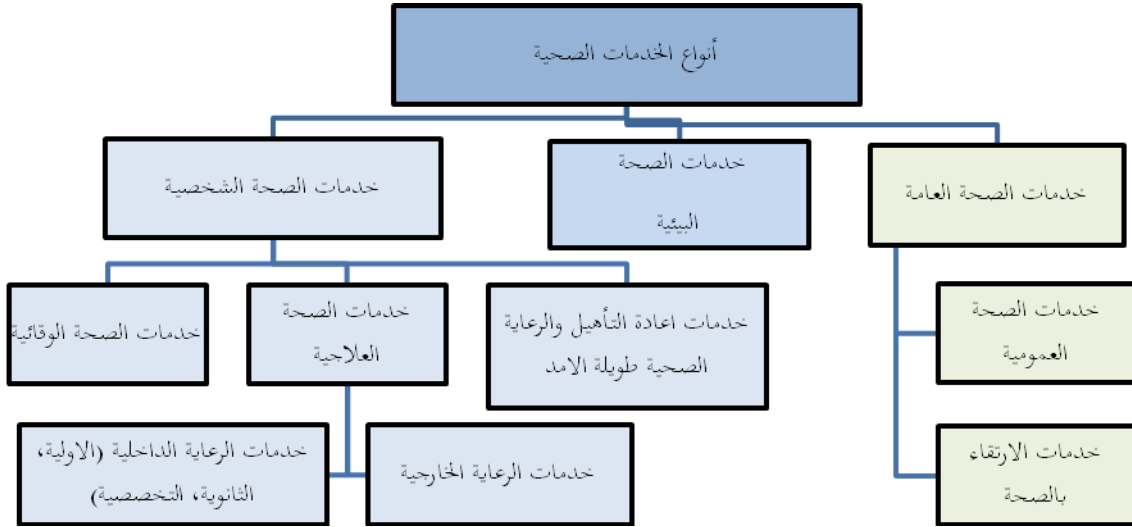 أنواع الخدمات الصحية
خدمات الصحة العامة
خدمات الصحة
البيئية
خدمات الصحة الشخصية
خدمات الصحة
العمومية
خدمات اعادة التأهيل والرعاية
الصحية طويلة الامد
خدمات الصحة
العلاجية
خدمات الصحة الوقائية
خدمات الارتقاء
بالصحة
خدمات الرعاية الخارجية
خدمات الرعاية الداخلية (الاولية،
الثانوية، التخصصية)